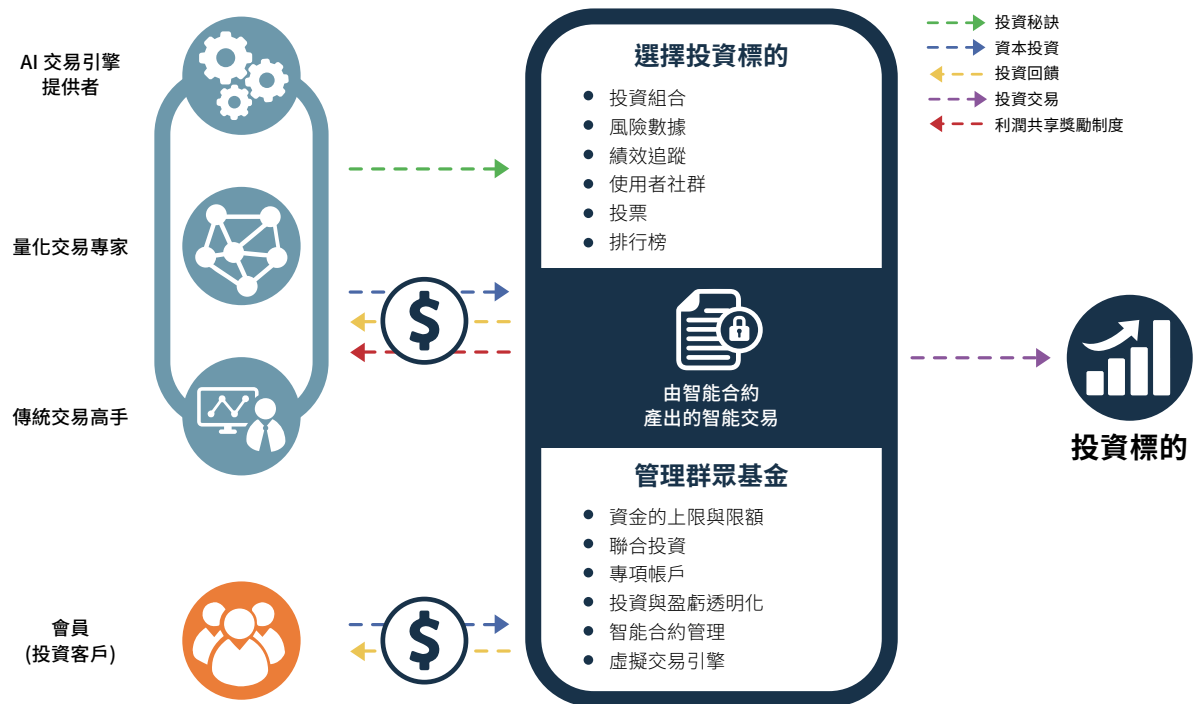 AI 交易引擎
提供者
量化交易專家
傳統交易高手
會員
(投資客戶)
$
$
選擇投資標的
投資組合
風險數據
績效追蹤
使用者社群
投票
排行榜
由智能合約
產出的智能交易
管理群眾基金
資金的上限與限額
聯合投資
專項帳戶
投資與盈虧透明化
智能合約管理
虛擬交易引擎
投資秘訣
資本投資
投資回饋
投資交易
利潤共享獎勵制度
投資標的